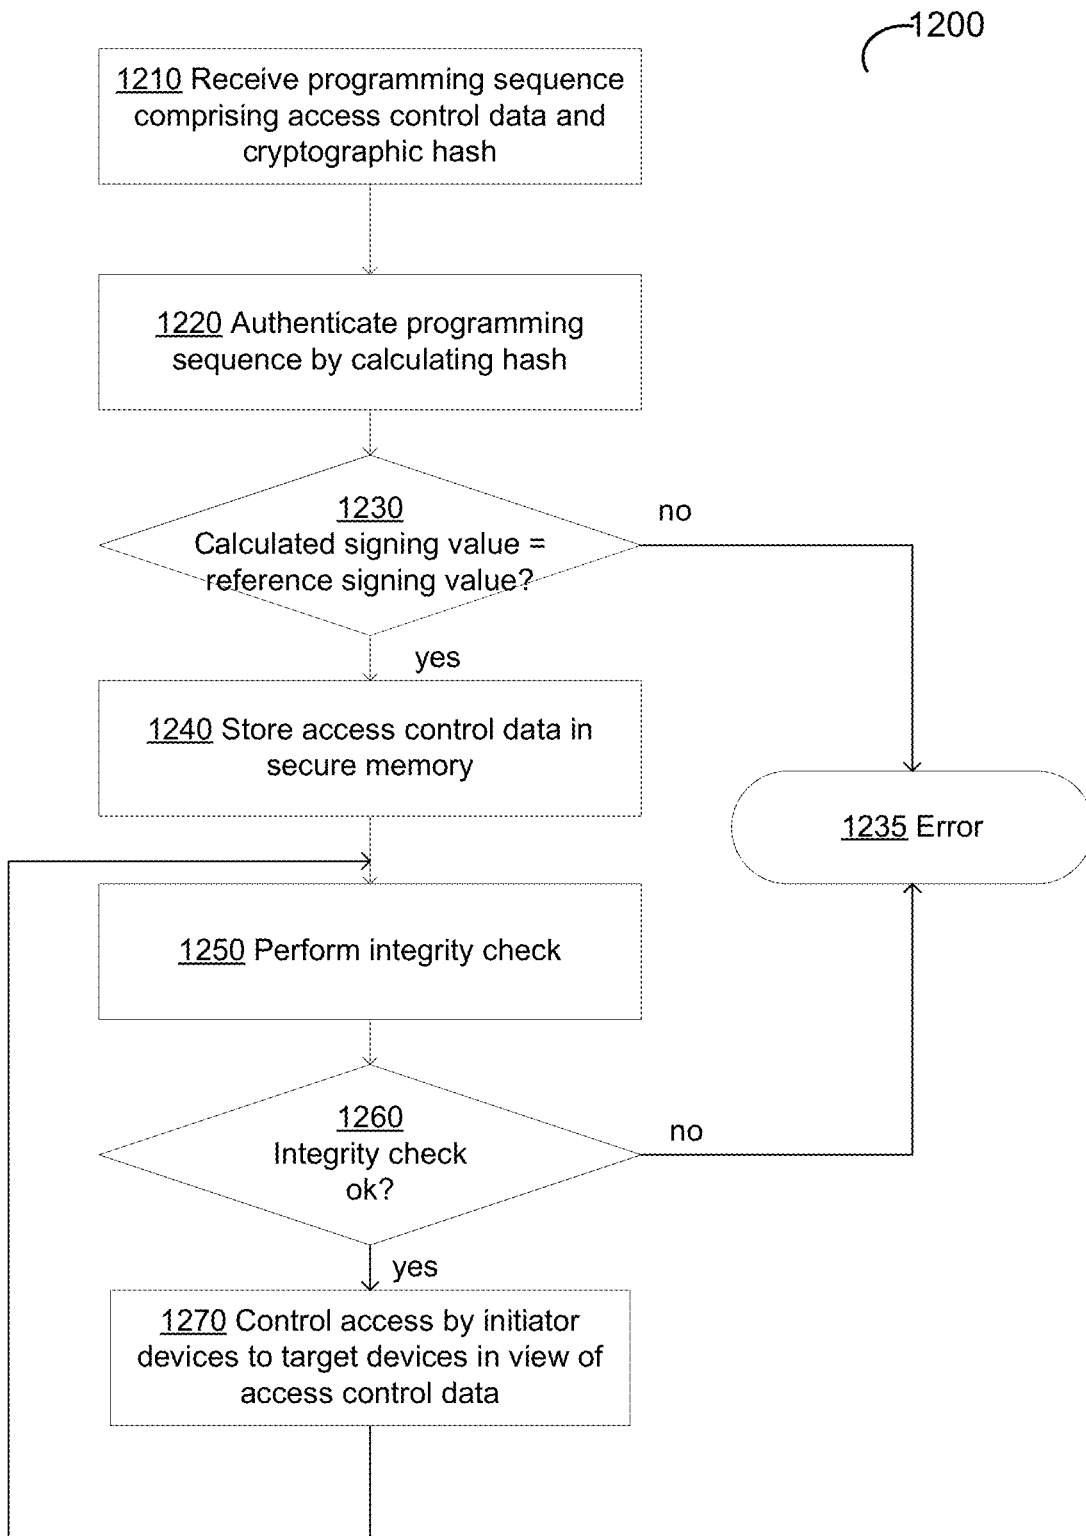 1200
1210 Receive programming sequence
comprising access control data and
cryptographic hash
1220 Authenticate programming
sequence by calculating hash
1230
Calculated signing value =
reference signing value?
no
yes
1240 Store access control data in
secure memory
1235 Error
1250 Perform integrity check
1260
Integrity check
ok?
no
yes
1270 Control access by initiator
devices to target devices in view of
access control data